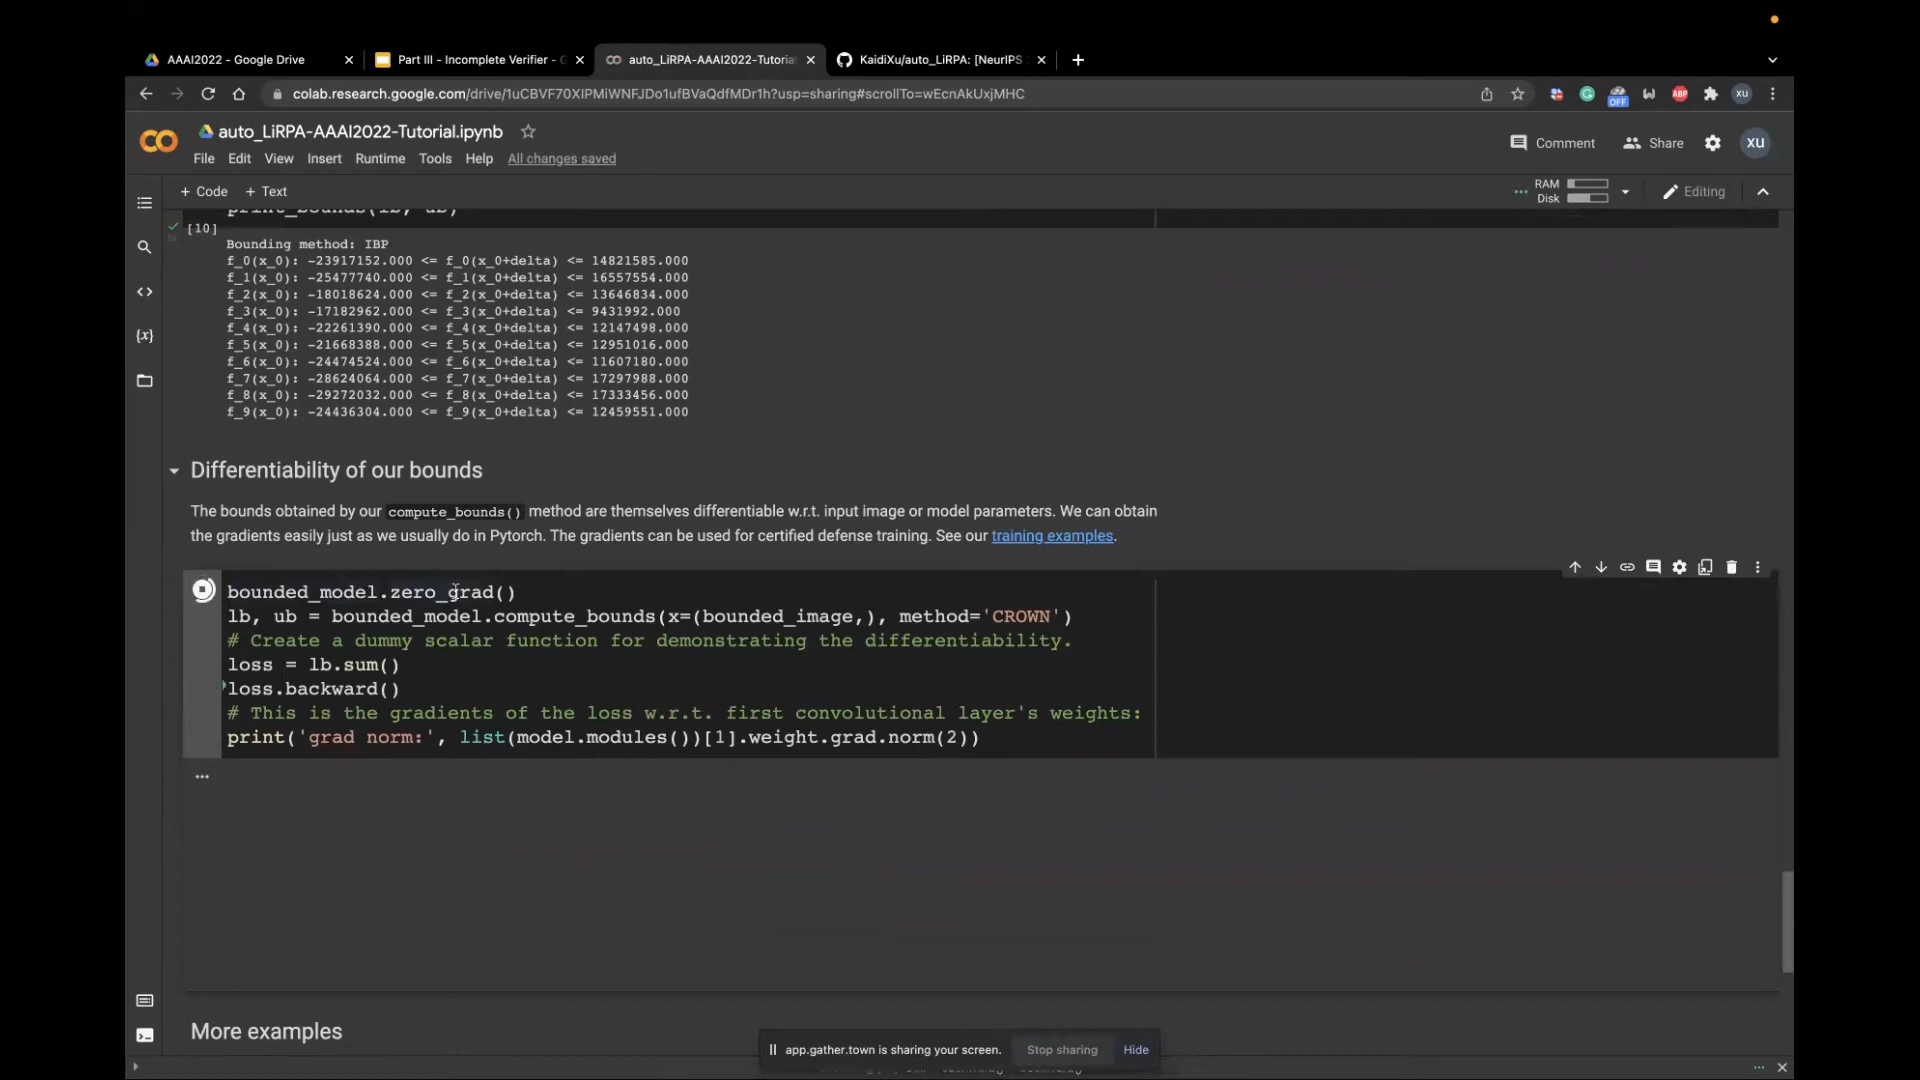 AAAI2022 - Google Drive
Part III - Incomplete Verifier - G
auto_LiRPA-AAAI2022-Tutorial
KaidiXu/auto_LiRPA: [NeurIPS
colab.research.google.com/drive/1uCBVF70XIPMiWNFJDo1ufBVaQdfMDr1h?usp=sharing#scrollTo=wEcnAkUxjMHC
OFF
ABP
XU
auto_LiRPA-AAAI2022-Tutorial.ipynb
File Edit View Insert Runtime Tools Help All changes saved
Comment
Share
XU
+ Code + Text
RAM
Disk
Editing
print_bounds(lb, ub)
[10]
Bounding method: IBP
f_0(x_0): -23917152.000 <= f_0(x_0+delta) <= 14821585.000
f_1(x_0): -25477740.000 <= f_1(x_0+delta) <= 16557554.000
f_2(x_0): -18018624.000 <= f_2(x_0+delta) <= 13646834.000
f_3(x_0): -17182962.000 <= f_3(x_0+delta) <= 9431992.000
f_4(x_0): -22261390.000 <= f_4(x_0+delta) <= 12147498.000
f_5(x_0): -21668388.000 <= f_5(x_0+delta) <= 12951016.000
f_6(x_0): -24474524.000 <= f_6(x_0+delta) <= 11607180.000
f_7(x_0): -28624064.000 <= f_7(x_0+delta) <= 17297988.000
f_8(x_0): -29272032.000 <= f_8(x_0+delta) <= 17333456.000
f_9(x_0): -24436304.000 <= f_9(x_0+delta) <= 12459551.000
Differentiability of our bounds
The bounds obtained by our compute_bounds() method are themselves differentiable w.r.t. input image or model parameters. We can obtain
the gradients easily just as we usually do in Pytorch. The gradients can be used for certified defense training. See our training examples.
bounded_model.zero_grad()
lb, ub = bounded_model.compute_bounds(x=(bounded_image,), method='CROWN')
# Create a dummy scalar function for demonstrating the differentiability.
loss = lb.sum()
loss.backward()
# This is the gradients of the loss w.r.t. first convolutional layer's weights:
print('grad norm:', list(model.modules())[1].weight.grad.norm(2))
More examples
app.gather.town is sharing your screen.
Stop sharing
Hide